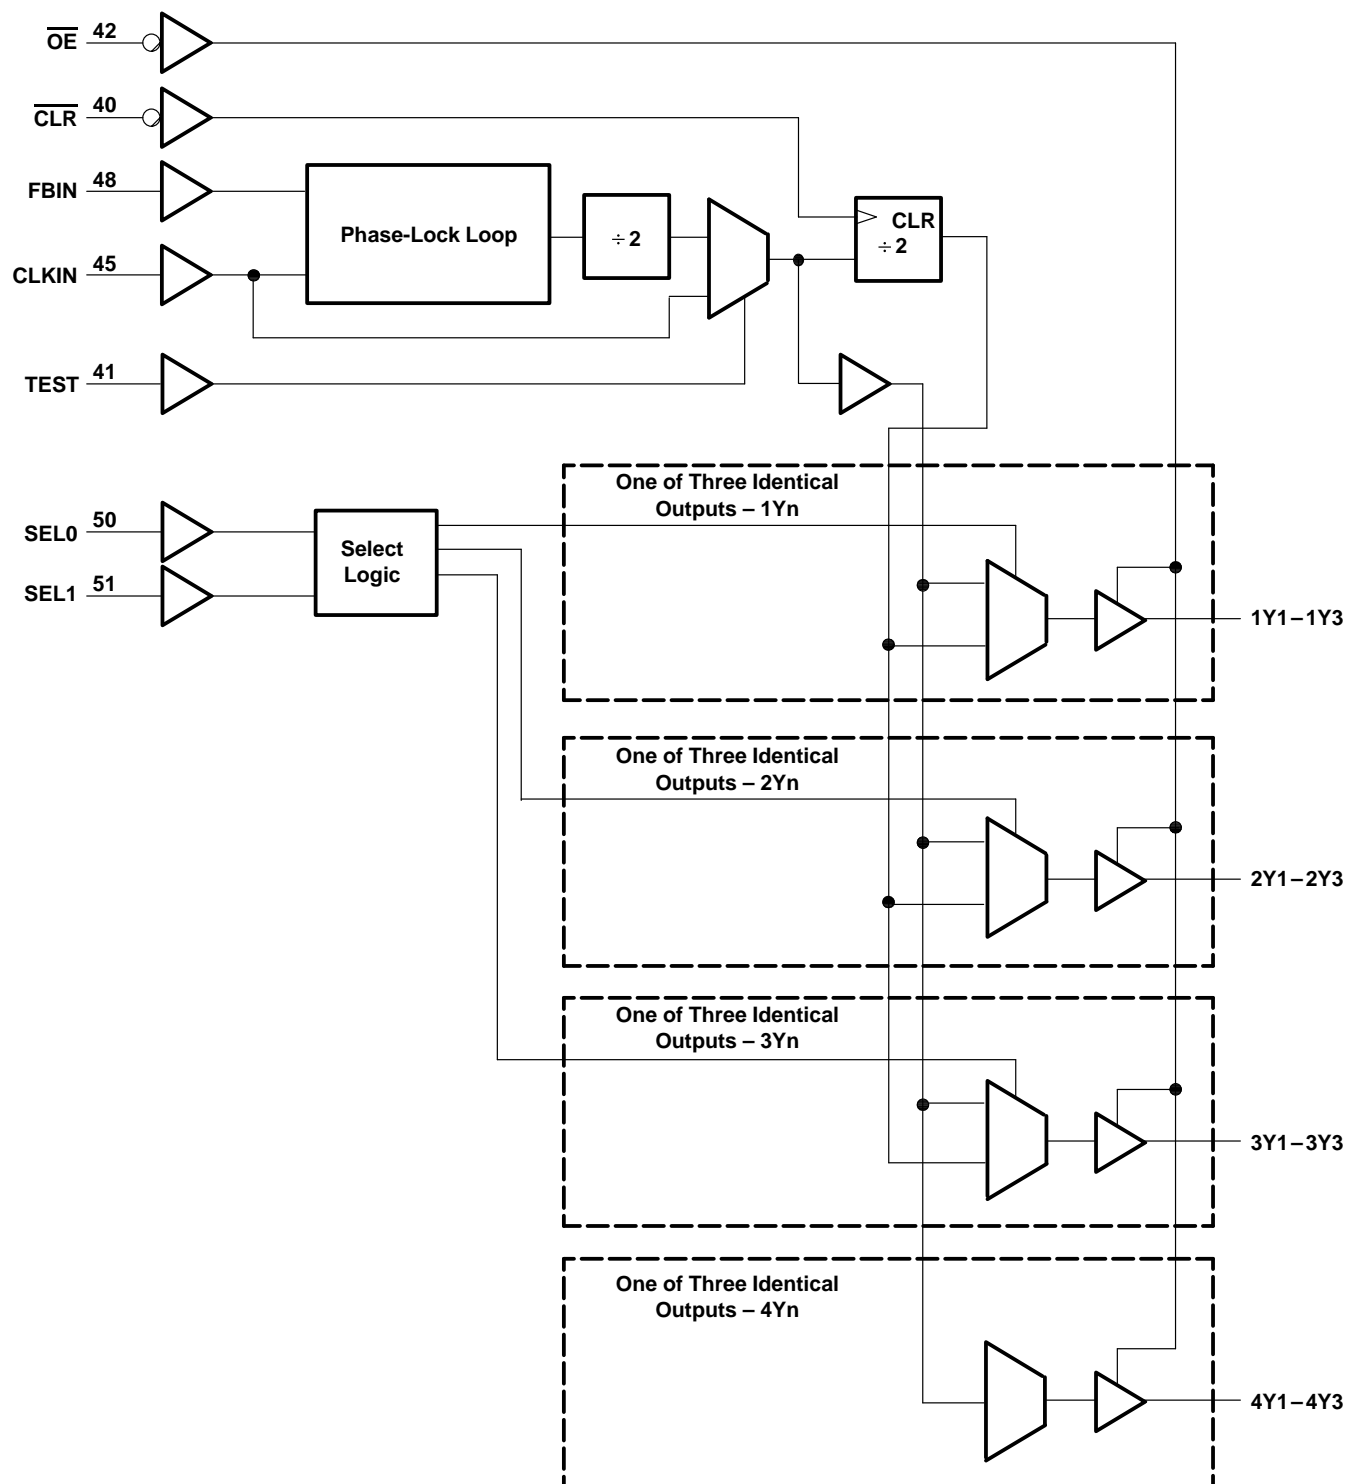 OE 42
CLR 40
FBIN 48
Phase-Lock Loop
÷ 2
CLR
÷ 2
CLKIN 45
TEST 41
One of Three Identical
Outputs – 1Yn
SEL0 50
Select
Logic
SEL1 51
1Y1–1Y3
One of Three Identical
Outputs – 2Yn
2Y1–2Y3
One of Three Identical
Outputs – 3Yn
3Y1–3Y3
One of Three Identical
Outputs – 4Yn
4Y1–4Y3